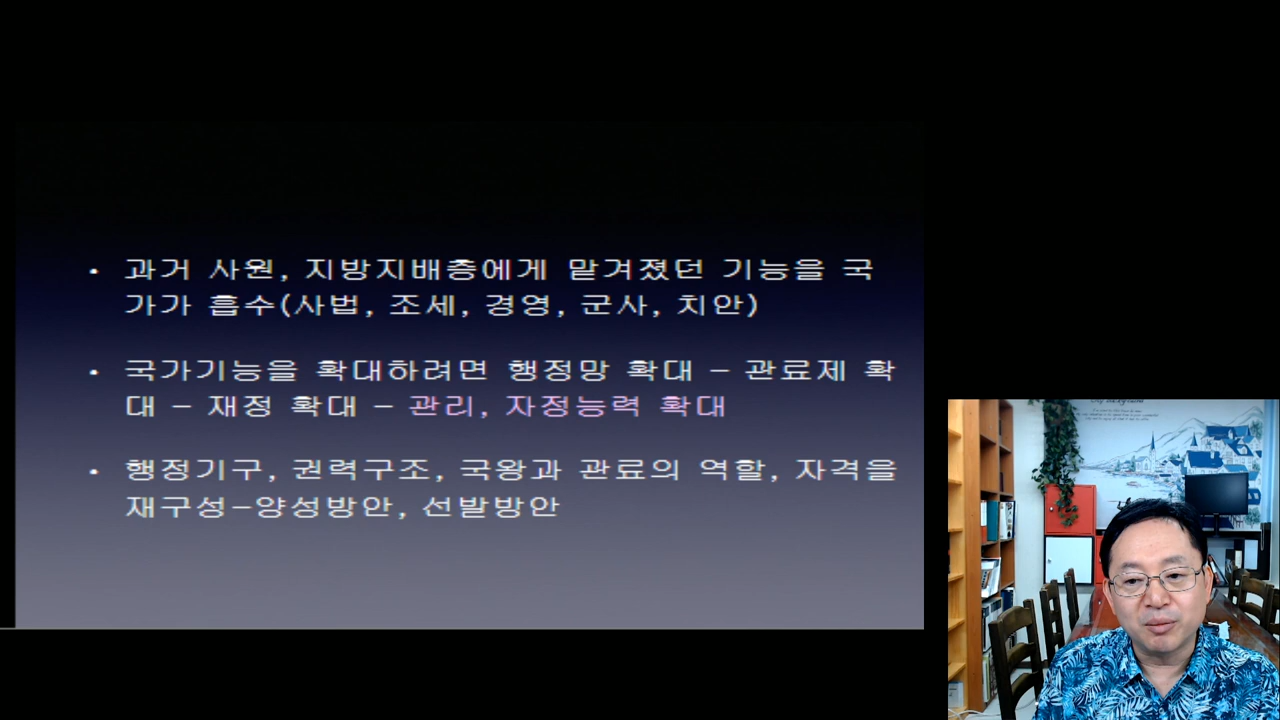 • 과거 사원, 지방지배층에게 맡겨졌던 기능을 국
가가 흡수(사법, 조세, 경영, 군사, 치안)
• 국가기능을 확대하려면 행정망 확대 – 관료제 확
대 – 재정 확대 – 관리, 자정능력 확대
• 행정기구, 권력구조, 국왕과 관료의 역할, 자격을
재구성–양성방안, 선발방안